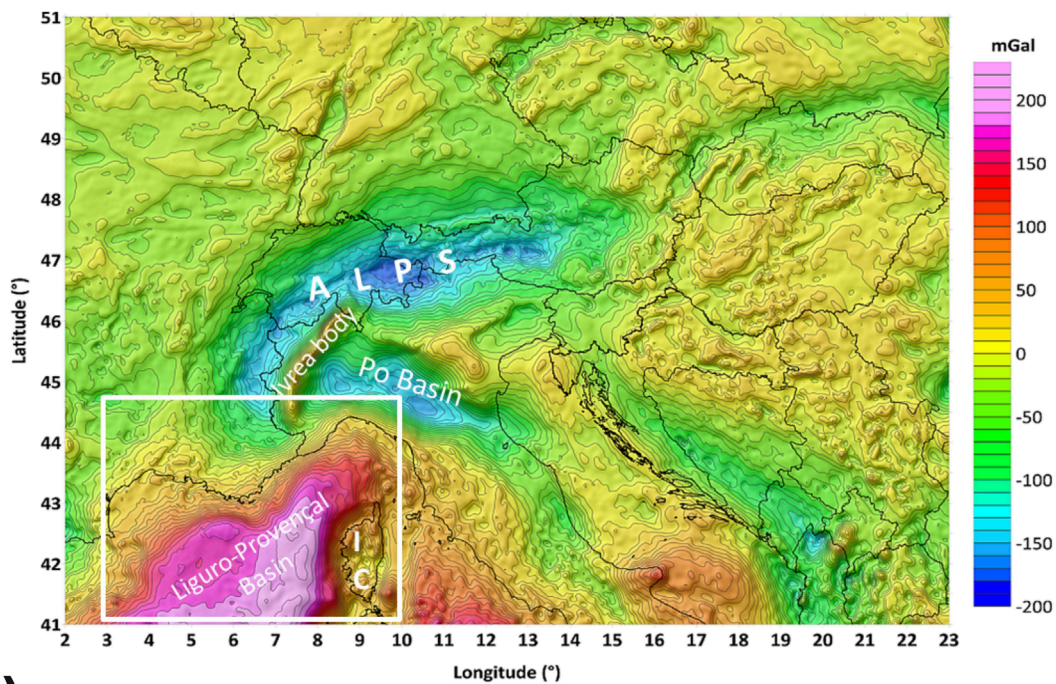 51
50
49
48
47
46
45
44
43
42
41
Latitude (°)
2 3 4 5 6 7 8 9 10 11 12 13 14 15 16 17 18 19 20 21 22 23
Longitude (°)
A L P S
Ivrea body
Po Basin
Liguro-Provençal
Basin
I
C
mGal
200
150
100
50
0
-50
-100
-150
-200
)